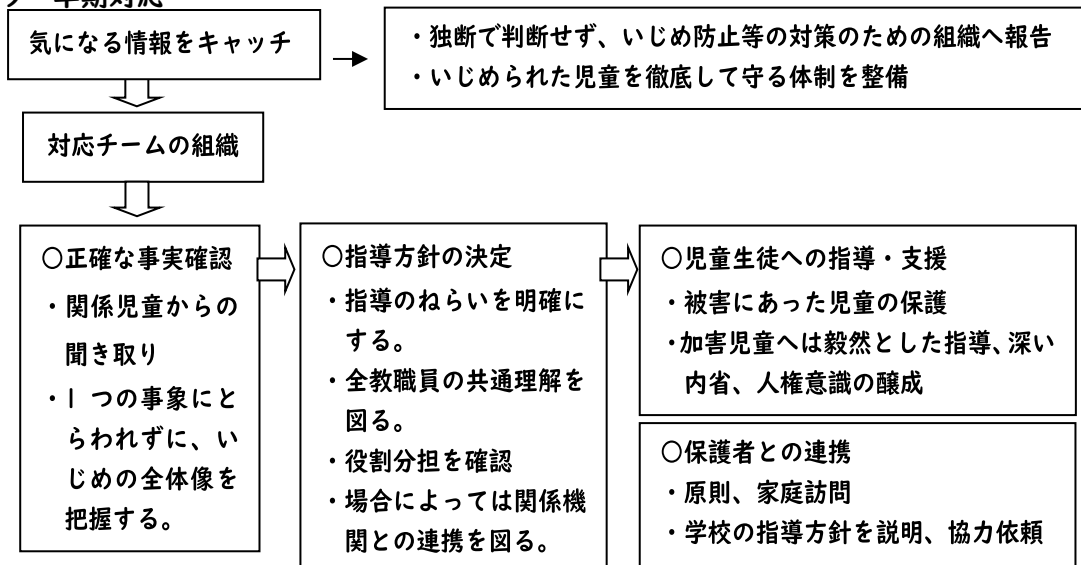 早期対応
気になる情報をキャッチ
・独断で判断せず、いじめ防止等の対策のための組織へ報告
・いじめられた児童を徹底して守る体制を整備
対応チームの組織
○正確な事実確認
・関係児童からの
聞き取り
・1つの事象にと
らわれずに、い
じめの全体像を
把握する。
○指導方針の決定
・指導のねらいを明確に
する。
・全教職員の共通理解を
図る。
・役割分担を確認
・場合によっては関係機
関との連携を図る。
○児童生徒への指導・支援
・被害にあった児童の保護
・加害児童へは毅然とした指導、深い
内省、人権意識の醸成
○保護者との連携
・原則、家庭訪問
・学校の指導方針を説明、協力依頼